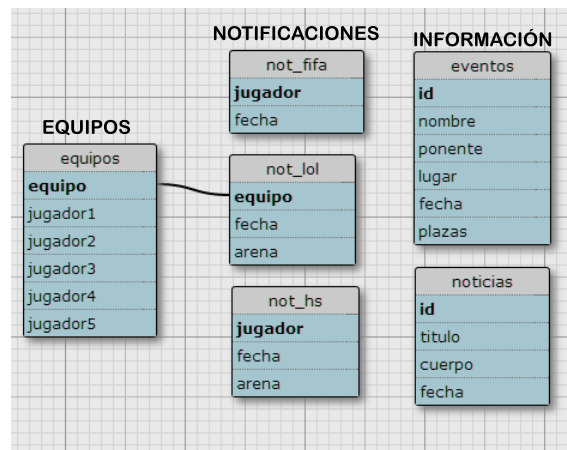 NOTIFICACIONES
not_fifa
jugador
fecha
not_lol
equipo
fecha
arena
not_hs
jugador
fecha
arena
INFORMACIÓN
eventos
id
nombre
ponente
lugar
fecha
plazas
noticias
id
titulo
cuerpo
fecha
EQUIPOS
equipos
equipo
jugador1
jugador2
jugador3
jugador4
jugador5